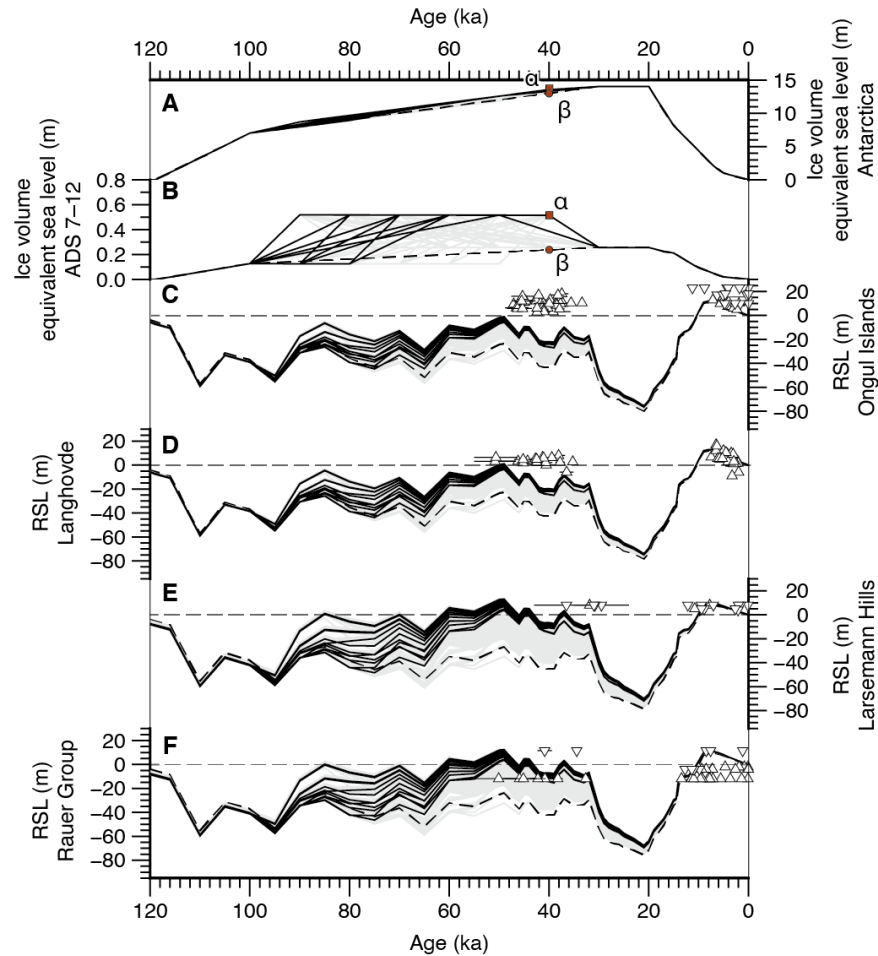 Age (ka)
120 100 80 60 40 20 0
A
α
β
15
10
5
0
Ice volume
equivalent sea level (m)
Antarctica
B
α
β
0.8
0.6
0.4
0.2
0.0
Ice volume
equivalent sea level (m)
ADS 7–12
C
20
0
−20
−40
−60
−80
RSL (m)
Ongul Islands
D
20
0
−20
−40
−60
−80
RSL (m)
Langhovde
E
20
0
−20
−40
−60
−80
RSL (m)
Larsemann Hills
F
20
0
−20
−40
−60
−80
RSL (m)
Rauer Group
120 100 80 60 40 20 0
Age (ka)